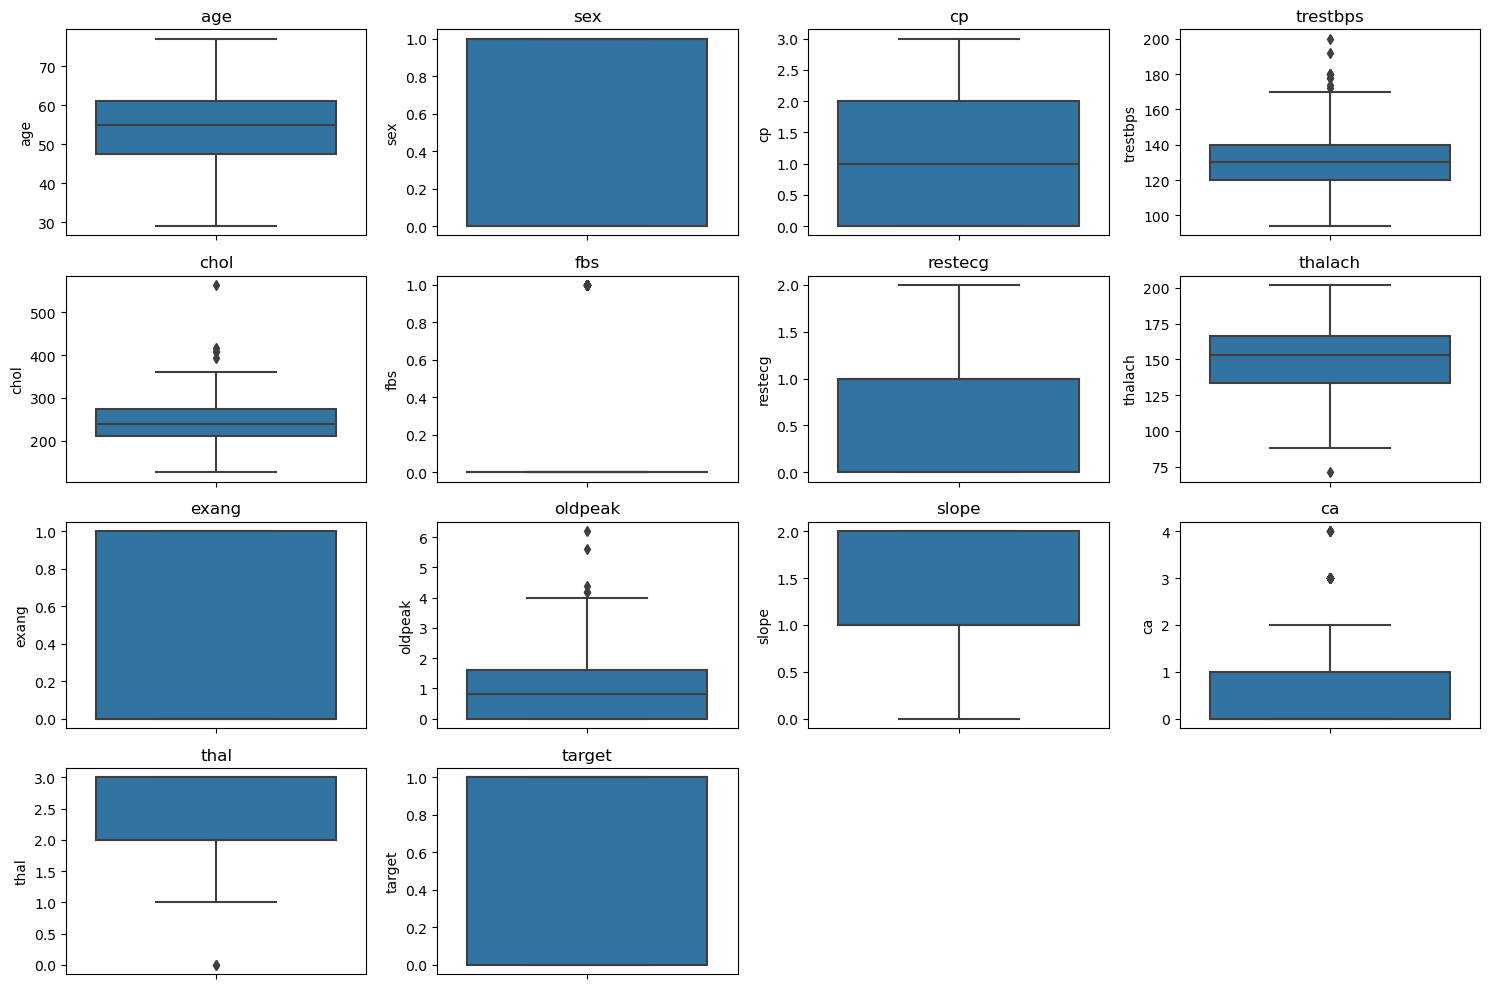 age
sex
cp
trestbps
70
60
50
40
30
age
1.0
0.8
0.6
0.4
0.2
0.0
sex
3.0
2.5
2.0
1.5
1.0
0.5
0.0
cp
200
180
160
140
120
100
trestbps
chol
fbs
restecg
thalach
500
400
300
200
chol
1.0
0.8
0.6
0.4
0.2
0.0
fbs
2.0
1.5
1.0
0.5
0.0
restecg
200
175
150
125
100
75
thalach
exang
oldpeak
slope
ca
1.0
0.8
0.6
0.4
0.2
0.0
exang
6
5
4
3
2
1
0
oldpeak
2.0
1.5
1.0
0.5
0.0
slope
4
3
2
1
0
ca
thal
target
3.0
2.5
2.0
1.5
1.0
0.5
0.0
thal
1.0
0.8
0.6
0.4
0.2
0.0
target